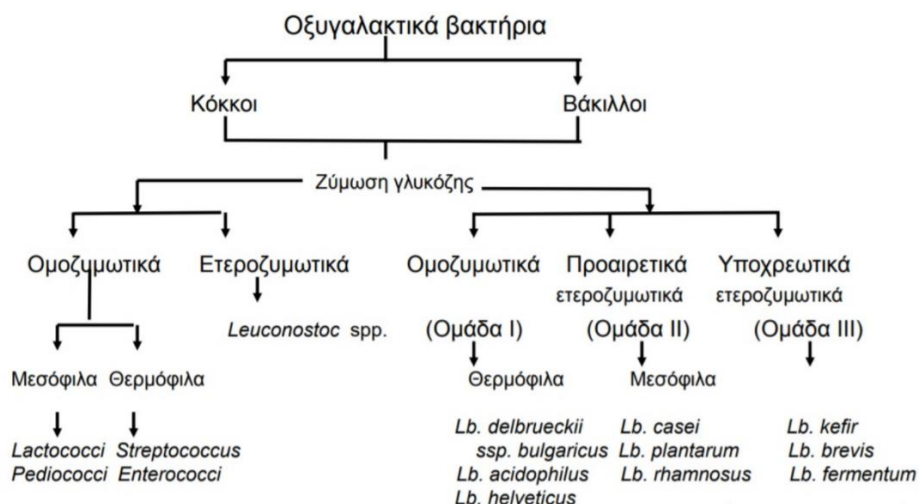 Οξυγαλακτικά βακτήρια
Κόκκοι Βάκιλλοι
Ζύμωση γλυκόζης
Ομοζυμωτικά Ετεροζυμωτικά Ομοζυμωτικά Προαιρετικά Υποχρεωτικά
ετεροζυμωτικά ετεροζυμωτικά
Leuconostoc spp. (Ομάδα I) (Ομάδα II) (Ομάδα III)
Μεσόφιλα Θερμόφιλα Θερμόφιλα Μεσόφιλα
Lb. delbrueckii Lb. casei Lb. kefir
Lactococci Streptococcus ssp. bulgaricus Lb. plantarum Lb. brevis
Pediococci Enterococci Lb. acidophilus Lb. rhamnosus Lb. fermentum
Lb. helveticus